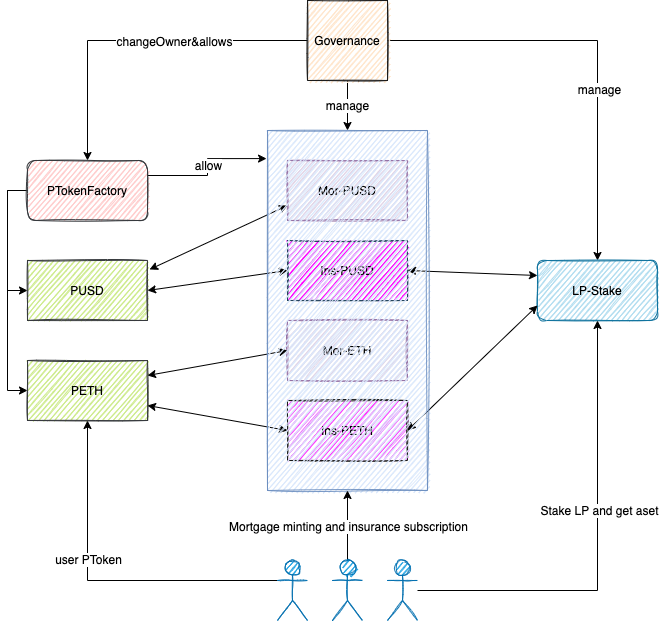 Governance
changeOwner&allows
manage
manage
allow
PTokenFactory
Mor-PUSD
PUSD
Ins-PUSD
LP-Stake
Mor-ETH
PETH
Ins-PETH
Stake LP and get aset
Mortgage minting and insurance subscription
user PToken